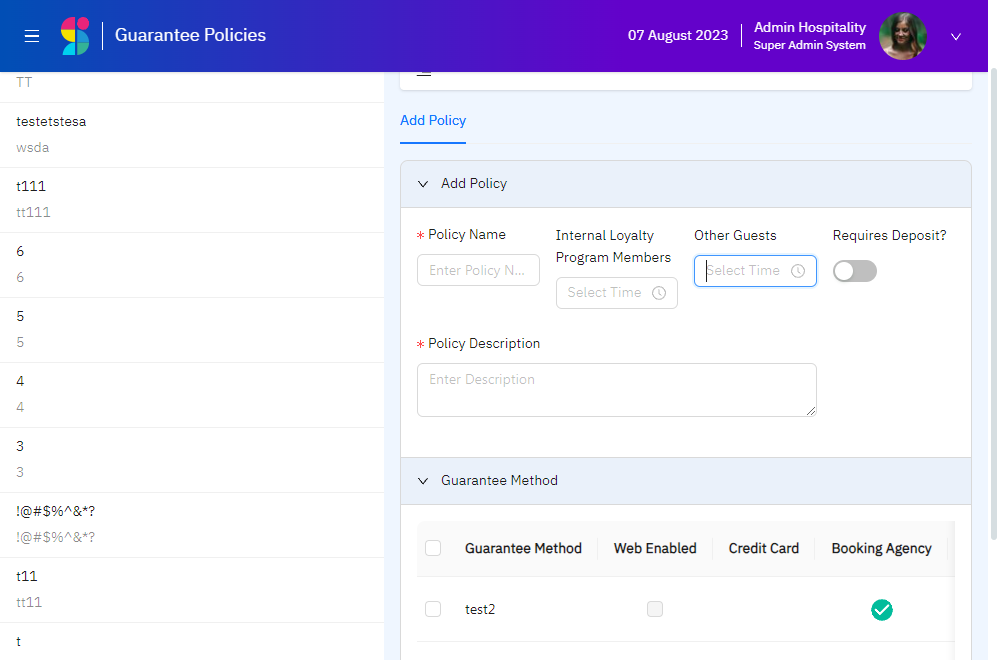 Guarantee Policies
07 August 2023
Admin Hospitality
Super Admin System
TT
testetstesa
wsda
t111
tt111
6
6
5
5
4
4
3
3
!@#$%^&*?
!@#$%^&*?
t11
tt11
t
Add Policy
Add Policy
* Policy Name
Internal Loyalty
Program Members
Other Guests
Requires Deposit?
Enter Policy N...
Select Time
Select Time
* Policy Description
Enter Description
Guarantee Method
Guarantee Method
Web Enabled
Credit Card
Booking Agency
test2